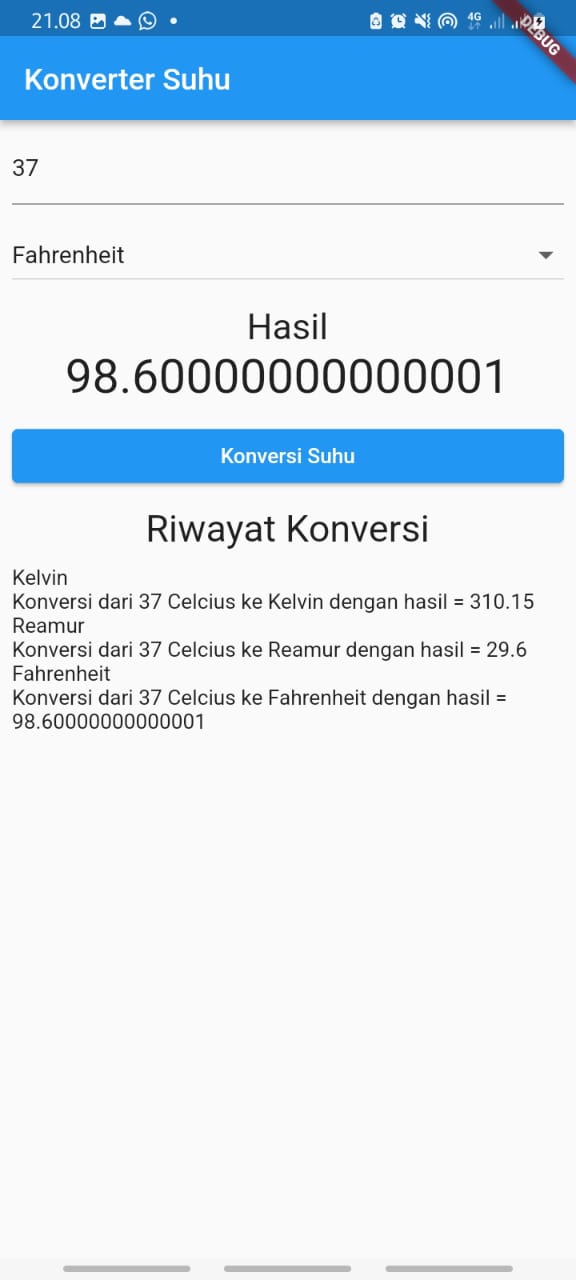 21.08
4G
DEBUG
Konverter Suhu
37
Fahrenheit
Hasil
98.60000000000001
Konversi Suhu
Riwayat Konversi
Kelvin
Konversi dari 37 Celcius ke Kelvin dengan hasil = 310.15
Reamur
Konversi dari 37 Celcius ke Reamur dengan hasil = 29.6
Fahrenheit
Konversi dari 37 Celcius ke Fahrenheit dengan hasil =
98.60000000000001